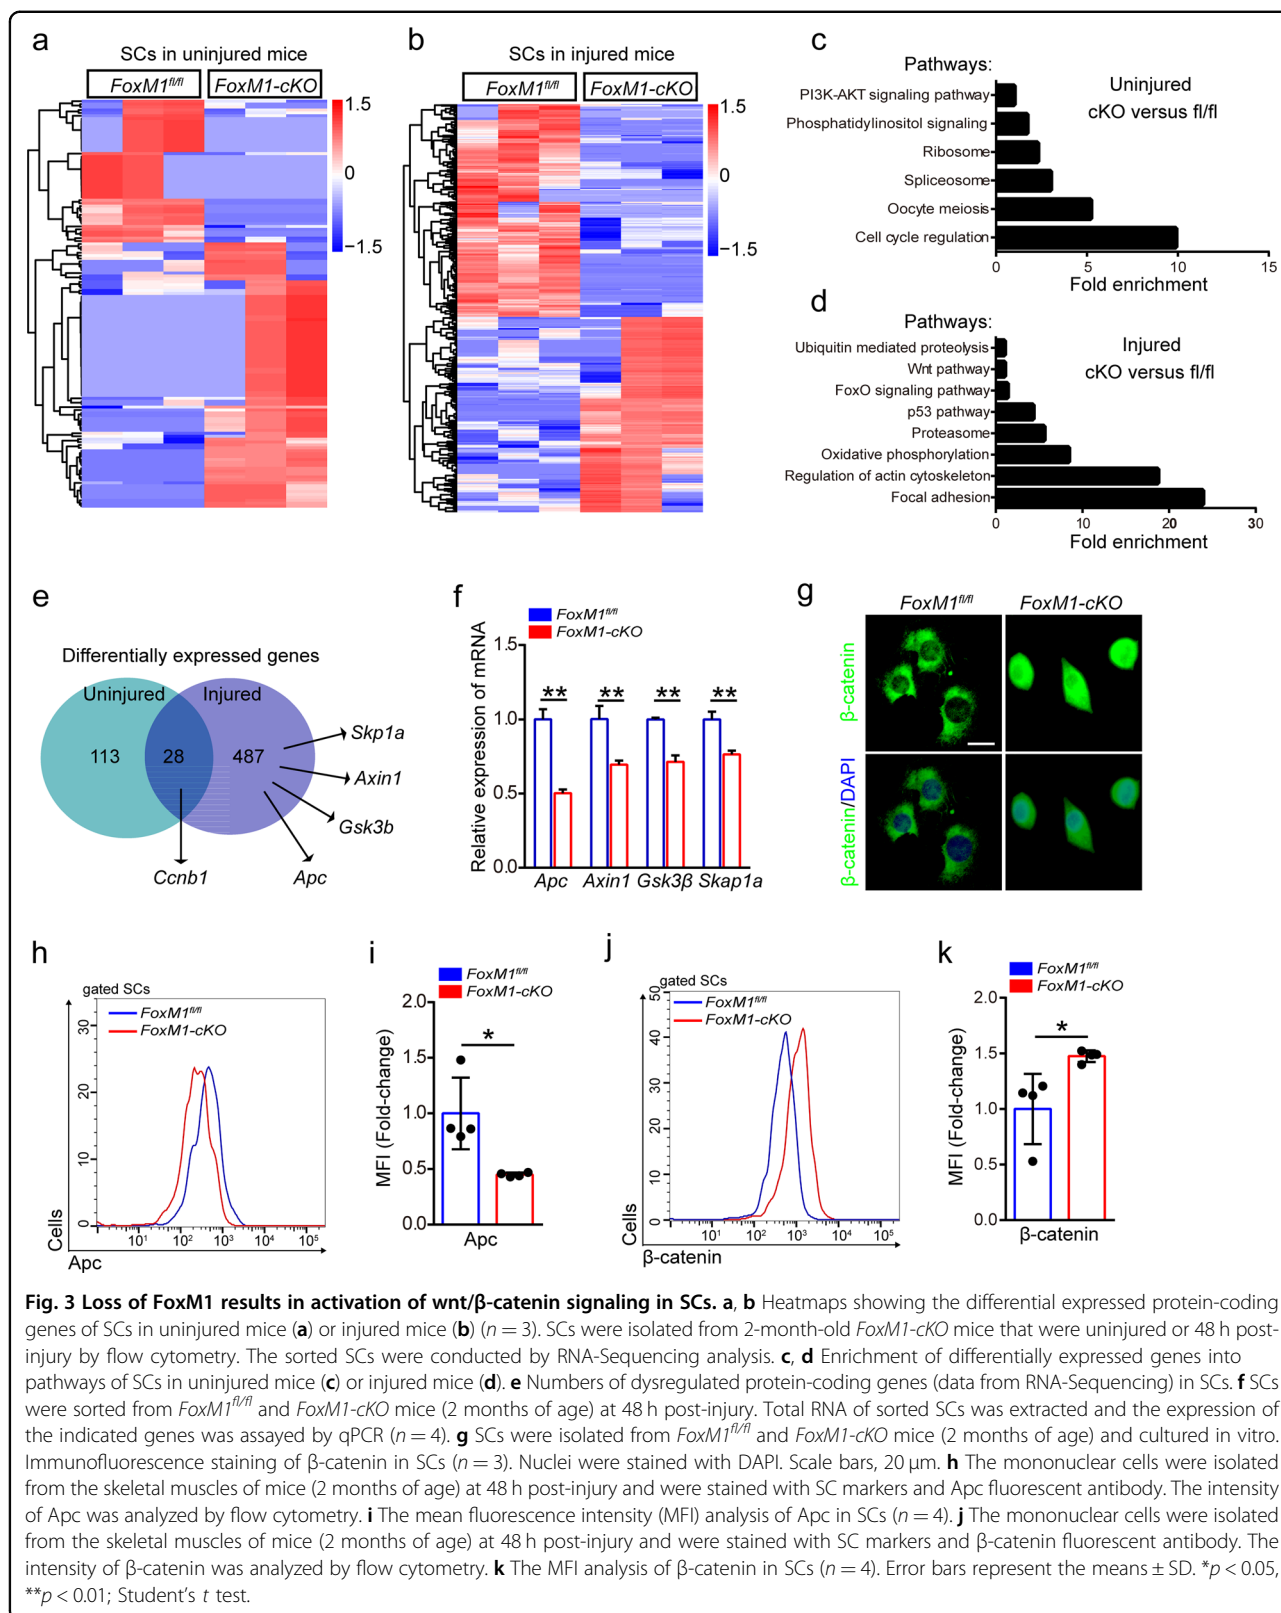 a
SCs in uninjured mice
FoxM1fl/fl
FoxM1-cKO
1.5
0
−1.5
b
SCs in injured mice
FoxM1fl/fl
FoxM1-cKO
1.5
0
−1.5
c
Pathways:
Uninjured
cKO versus fl/fl
PI3K-AKT signaling pathway
Phosphatidylinositol signaling
Ribosome
Spliceosome
Oocyte meiosis
Cell cycle regulation
0 5 10 15
Fold enrichment
d
Pathways:
Injured
cKO versus fl/fl
Ubiquitin mediated proteolysis
Wnt pathway
FoxO signaling pathway
p53 pathway
Proteasome
Oxidative phosphorylation
Regulation of actin cytoskeleton
Focal adhesion
0 10 20 30
Fold enrichment
e
Differentially expressed genes
Uninjured Injured
113 28 487
Skp1a
Axin1
Gsk3b
Apc
Ccnb1
f
FoxM1fl/fl
FoxM1-cKO
Relative expression of mRNA
1.5
1.0
0.5
0.0
** ** ** **
Apc Axin1 Gsk3β Skap1a
g
FoxM1fl/fl FoxM1-cKO
β-catenin
β-catenin/DAPI
h
gated SCs
FoxM1fl/fl
FoxM1-cKO
30
20
10
0
Cells
10¹ 10² 10³ 10⁴ 10⁵
Apc
i
FoxM1fl/fl
FoxM1-cKO
MFI (Fold-change)
2.0
1.5
1.0
0.5
0.0
*
Apc
j
gated SCs
FoxM1fl/fl
FoxM1-cKO
50
40
30
20
10
0
Cells
10¹ 10² 10³ 10⁴ 10⁵
β-catenin
k
FoxM1fl/fl
FoxM1-cKO
MFI (Fold-change)
2.0
1.5
1.0
0.5
0.0
*
β-catenin
Fig. 3 Loss of FoxM1 results in activation of wnt/β-catenin signaling in SCs. a, b Heatmaps showing the differential expressed protein-coding
genes of SCs in uninjured mice (a) or injured mice (b) (n = 3). SCs were isolated from 2-month-old FoxM1-cKO mice that were uninjured or 48 h post-
injury by flow cytometry. The sorted SCs were conducted by RNA-Sequencing analysis. c, d Enrichment of differentially expressed genes into
pathways of SCs in uninjured mice (c) or injured mice (d). e Numbers of dysregulated protein-coding genes (data from RNA-Sequencing) in SCs. f SCs
were sorted from FoxM1fl/fl and FoxM1-cKO mice (2 months of age) at 48 h post-injury. Total RNA of sorted SCs was extracted and the expression of
the indicated genes was assayed by qPCR (n = 4). g SCs were isolated from FoxM1fl/fl and FoxM1-cKO mice (2 months of age) and cultured in vitro.
Immunofluorescence staining of β-catenin in SCs (n = 3). Nuclei were stained with DAPI. Scale bars, 20 μm. h The mononuclear cells were isolated
from the skeletal muscles of mice (2 months of age) at 48 h post-injury and were stained with SC markers and Apc fluorescent antibody. The intensity
of Apc was analyzed by flow cytometry. i The mean fluorescence intensity (MFI) analysis of Apc in SCs (n = 4). j The mononuclear cells were isolated
from the skeletal muscles of mice (2 months of age) at 48 h post-injury and were stained with SC markers and β-catenin fluorescent antibody. The
intensity of β-catenin was analyzed by flow cytometry. k The MFI analysis of β-catenin in SCs (n = 4). Error bars represent the means ± SD. *p < 0.05,
**p < 0.01; Student's t test.